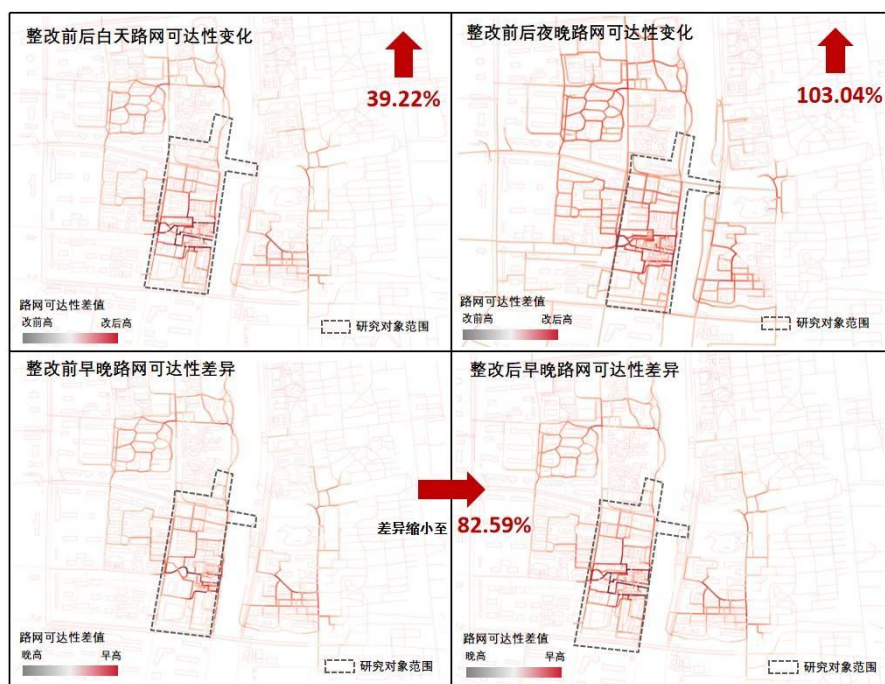 整改前后白天路网可达性变化
39.22%
路网可达性差值
改前高 改后高
研究对象范围
整改前后夜晚路网可达性变化
103.04%
路网可达性差值
改前高 改后高
研究对象范围
整改前早晚路网可达性差异
路网可达性差值
晚高 早高
研究对象范围
差异缩小至
整改后早晚路网可达性差异
82.59%
路网可达性差值
晚高 早高
研究对象范围